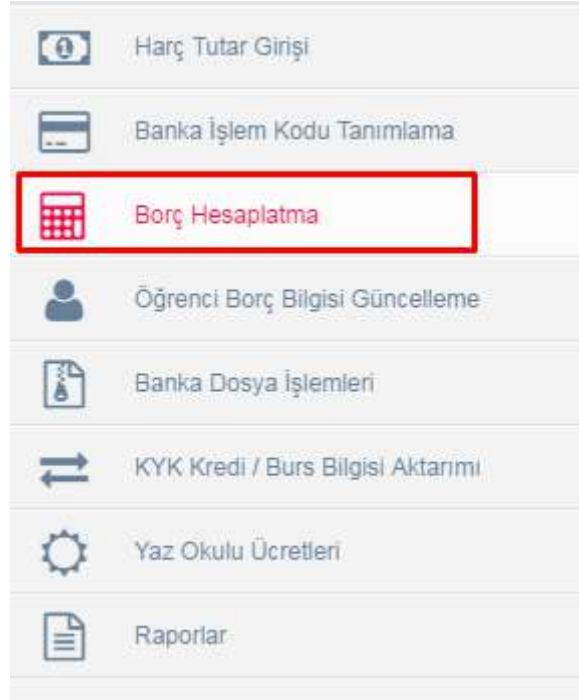 Harç Tutar Girişi
Banka İşlem Kodu Tanımlama
Borç Hesaplatma
Öğrenci Borç Bilgisi Güncelleme
Banka Dosya İşlemleri
KYK Kredi / Burs Bilgisi Aktarımı
Yaz Okulu Ücretleri
Raporlar